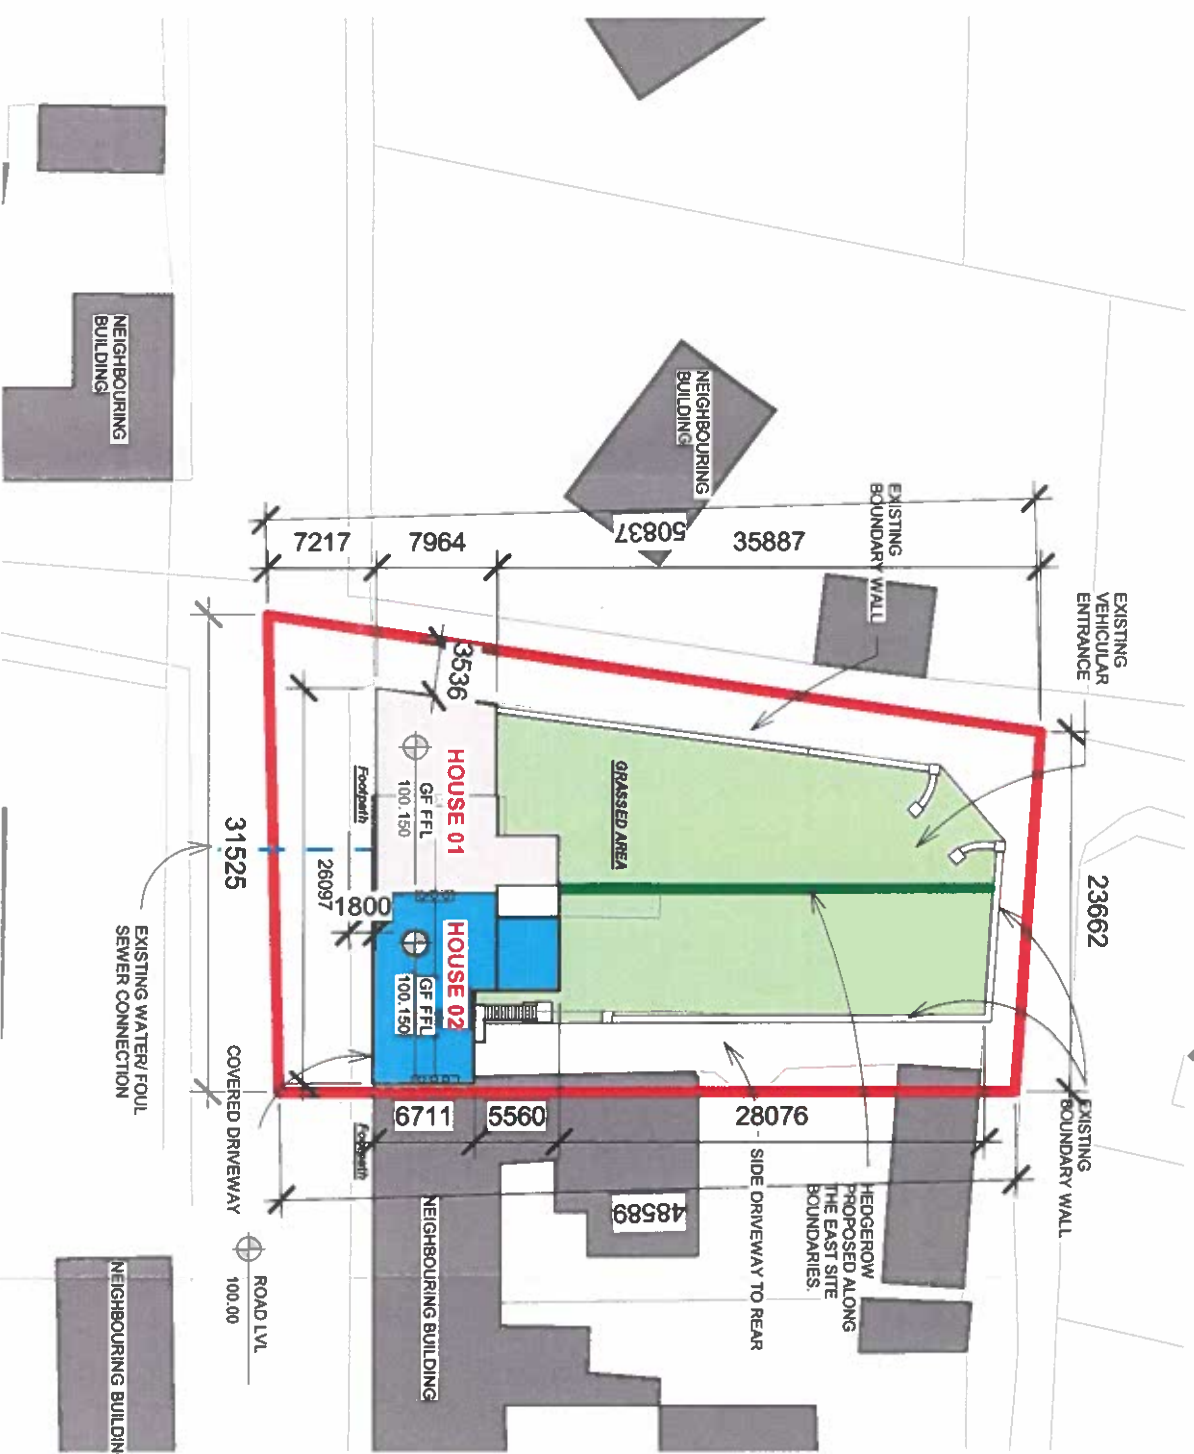 NEIGHBOURING
BUILDING
NEIGHBOURING
BUILDING
EXISTING
BOUNDARY WALL
EXISTING
VEHICULAR
ENTRANCE
7217
7964
50837
35887
3536
HOUSE 01
GF FFL
100.150
GRASSED AREA
Footpath
31525
26097
1800
23662
HOUSE 02
GF FFL
100.150
EXISTING WATER/ FOUL
SEWER CONNECTION
COVERED DRIVEWAY
6711
5560
28076
EXISTING
BOUNDARY WALL
Footpath
48589
SIDE DRIVEWAY TO REAR
HEDGEROW
PROPOSED ALONG
THE EAST SITE
BOUNDARIES.
NEIGHBOURING BUILDING
ROAD LVL
100.00
NEIGHBOURING BUILDIN